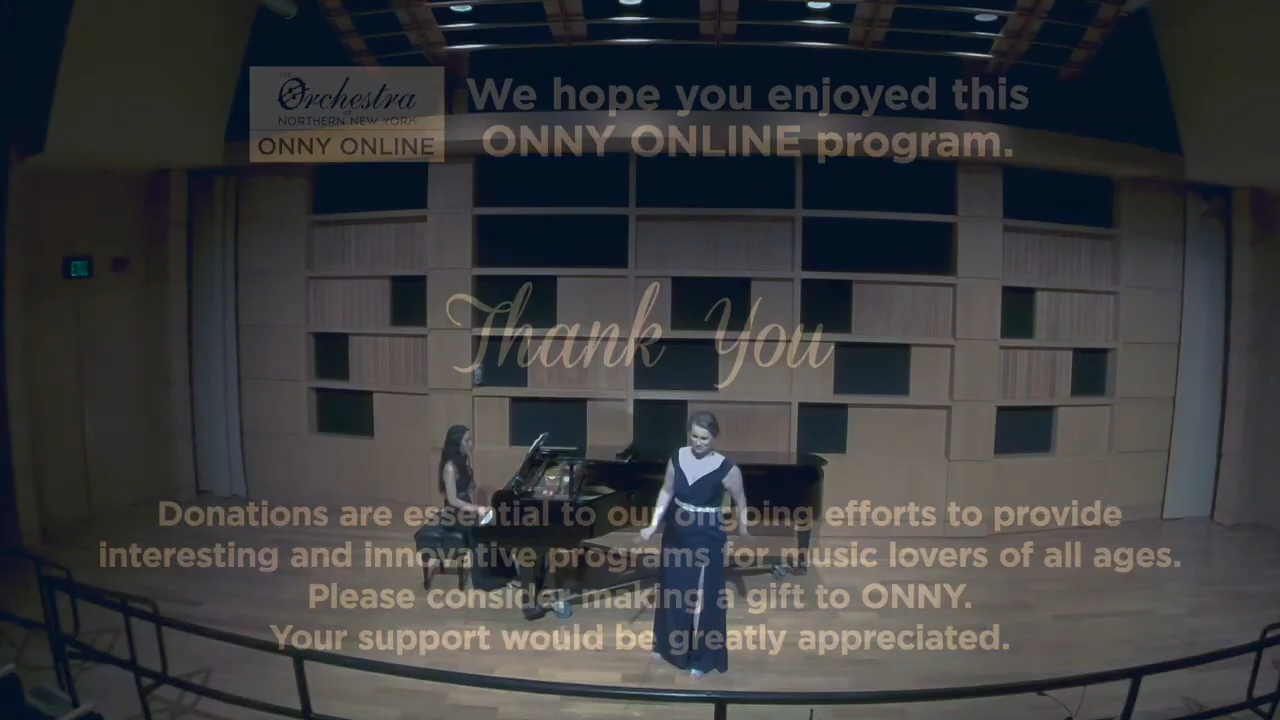 THE
Orchestra
OF
NORTHERN NEW YORK
ONNY ONLINE
We hope you enjoyed this
ONNY ONLINE program.
Thank You
Donations are essential to our ongoing efforts to provide
interesting and innovative programs for music lovers of all ages.
Please consider making a gift to ONNY.
Your support would be greatly appreciated.
EXIT